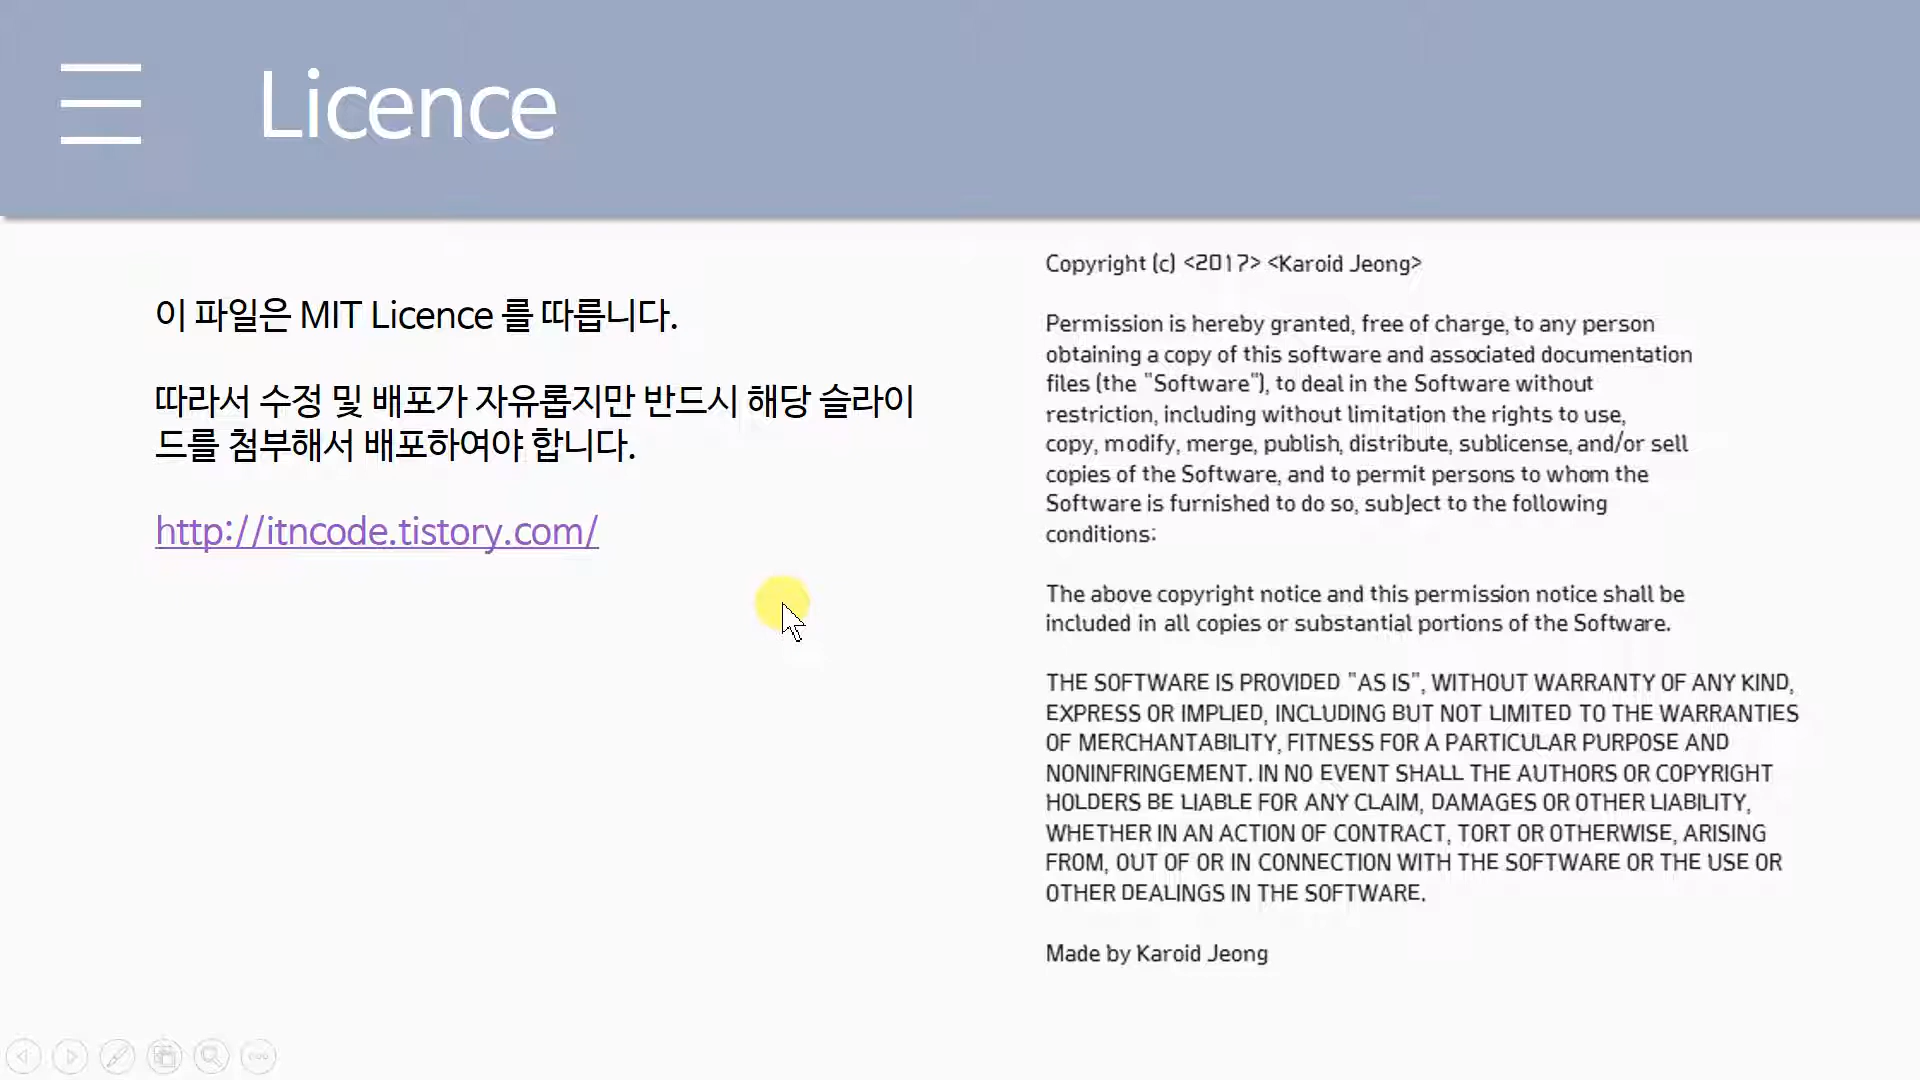 Licence
이 파일은 MIT Licence 를 따릅니다.
따라서 수정 및 배포가 자유롭지만 반드시 해당 슬라이
드를 첨부해서 배포하여야 합니다.
http://itncode.tistory.com/
Copyright (c) <2017> <Karoid Jeong>
Permission is hereby granted, free of charge, to any person
obtaining a copy of this software and associated documentation
files (the "Software"), to deal in the Software without
restriction, including without limitation the rights to use,
copy, modify, merge, publish, distribute, sublicense, and/or sell
copies of the Software, and to permit persons to whom the
Software is furnished to do so, subject to the following
conditions:
The above copyright notice and this permission notice shall be
included in all copies or substantial portions of the Software.
THE SOFTWARE IS PROVIDED "AS IS", WITHOUT WARRANTY OF ANY KIND,
EXPRESS OR IMPLIED, INCLUDING BUT NOT LIMITED TO THE WARRANTIES
OF MERCHANTABILITY, FITNESS FOR A PARTICULAR PURPOSE AND
NONINFRINGEMENT. IN NO EVENT SHALL THE AUTHORS OR COPYRIGHT
HOLDERS BE LIABLE FOR ANY CLAIM, DAMAGES OR OTHER LIABILITY,
WHETHER IN AN ACTION OF CONTRACT, TORT OR OTHERWISE, ARISING
FROM, OUT OF OR IN CONNECTION WITH THE SOFTWARE OR THE USE OR
OTHER DEALINGS IN THE SOFTWARE.
Made by Karoid Jeong